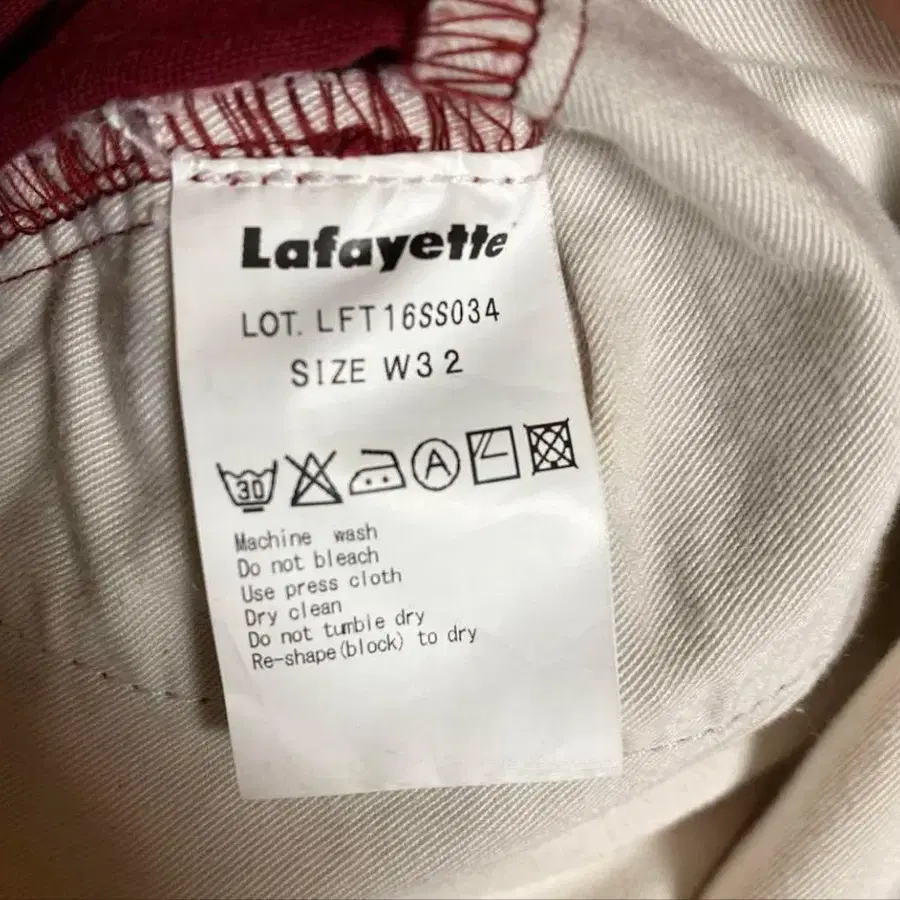 Lafayette
LOT. LFT16SS034
SIZE W32
30 A
Machine wash
Do not bleach
Use press cloth
Dry clean
Do not tumble dry
Re-shape(block) to dry